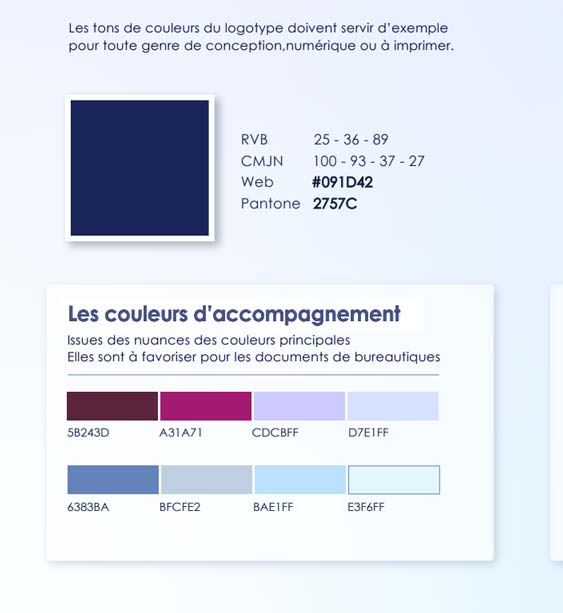 Les tons de couleurs du logotype doivent servir d'exemple
pour toute genre de conception,numérique ou à imprimer.
RVB 25 - 36 - 89
CMJN 100 - 93 - 37 - 27
Web #091D42
Pantone 2757C
Les couleurs d'accompagnement
Issues des nuances des couleurs principales
Elles sont à favoriser pour les documents de bureautiques
5B243D A31A71 CDCBFF D7E1FF
6383BA BFCFE2 BAE1FF E3F6FF